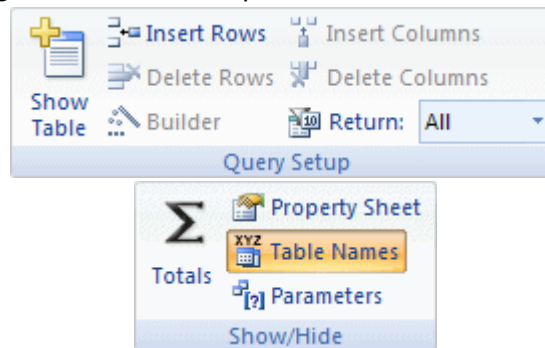 Insert Rows Insert Columns
Delete Rows Delete Columns
Show
Table
Builder Return: All
Query Setup
Property Sheet
XYZ
Table Names
Totals
Parameters
Show/Hide